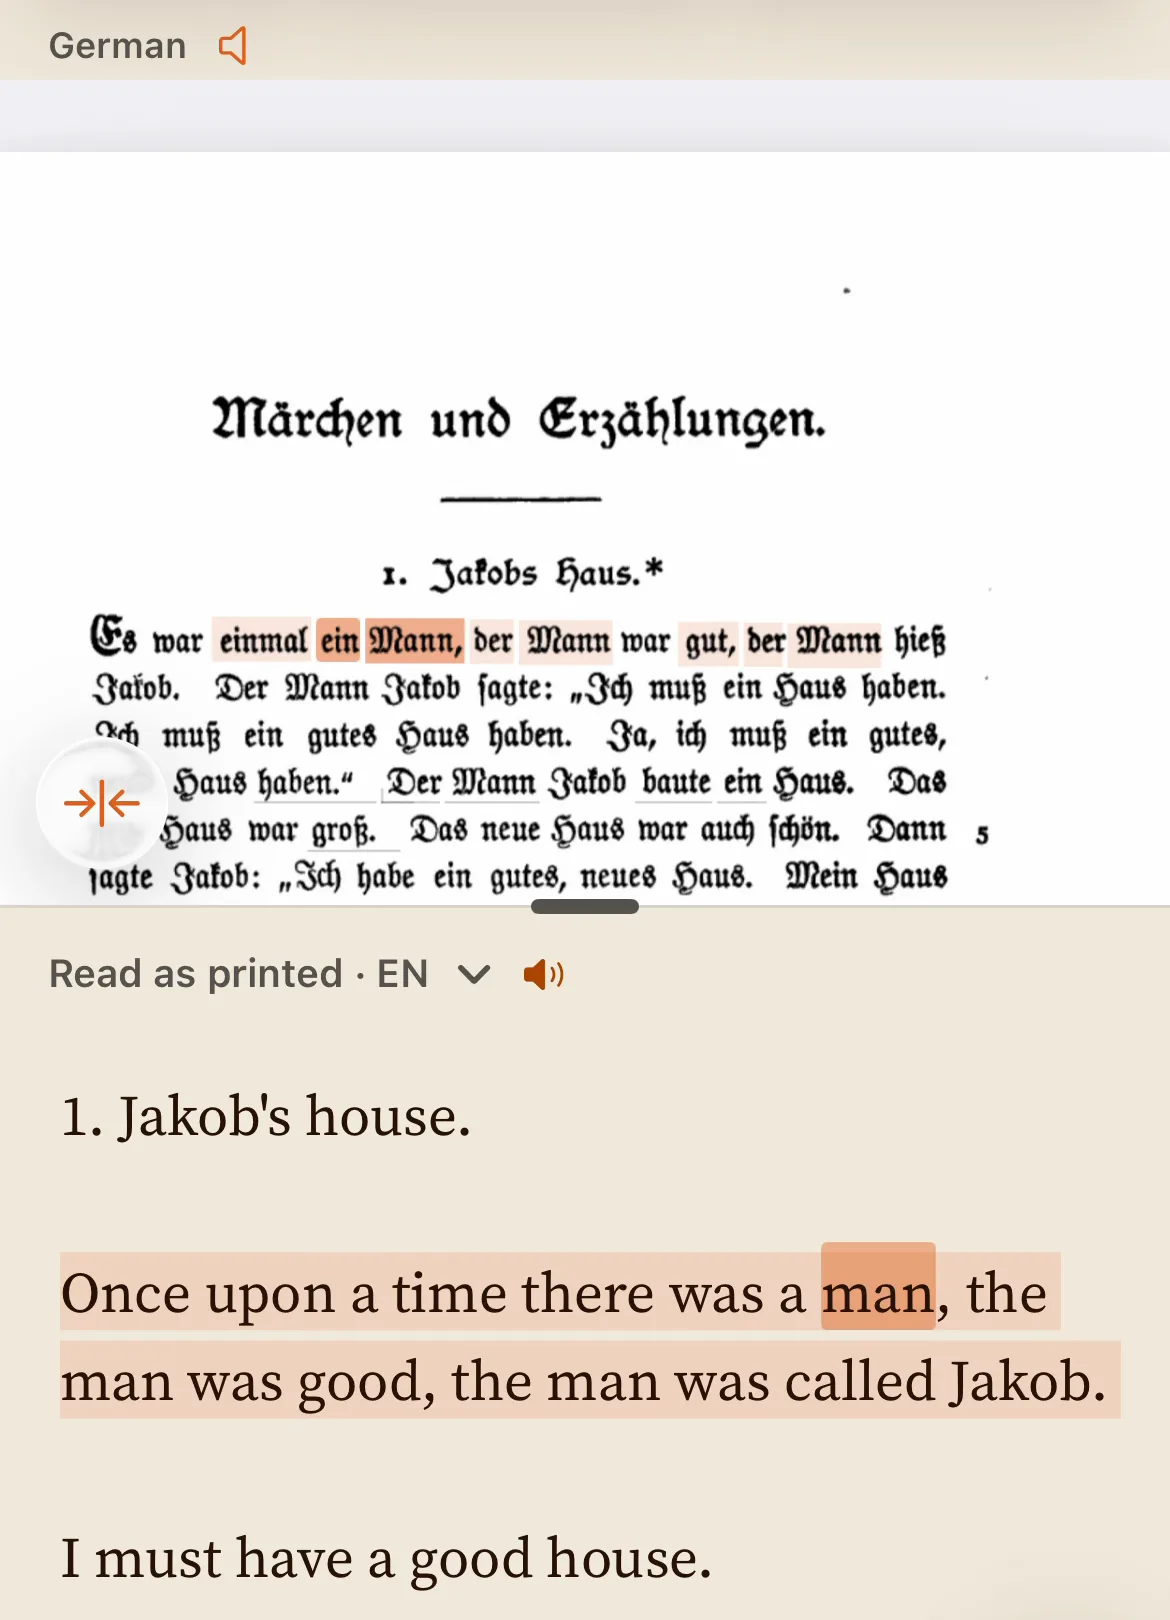 German
Märchen und Erzählungen.
1. Jakobs Haus.*
Es war einmal ein Mann, der Mann war gut, der Mann hieß
Jakob. Der Mann Jakob sagte: „Ich muß ein Haus haben.
Ich muß ein gutes Haus haben. Ja, ich muß ein gutes,
Haus haben.“ Der Mann Jakob baute ein Haus. Das
Haus war groß. Das neue Haus war auch schön. Dann 5
sagte Jakob: „Ich habe ein gutes, neues Haus. Mein Haus
Read as printed · EN
1. Jakob's house.
Once upon a time there was a man, the
man was good, the man was called Jakob.
I must have a good house.